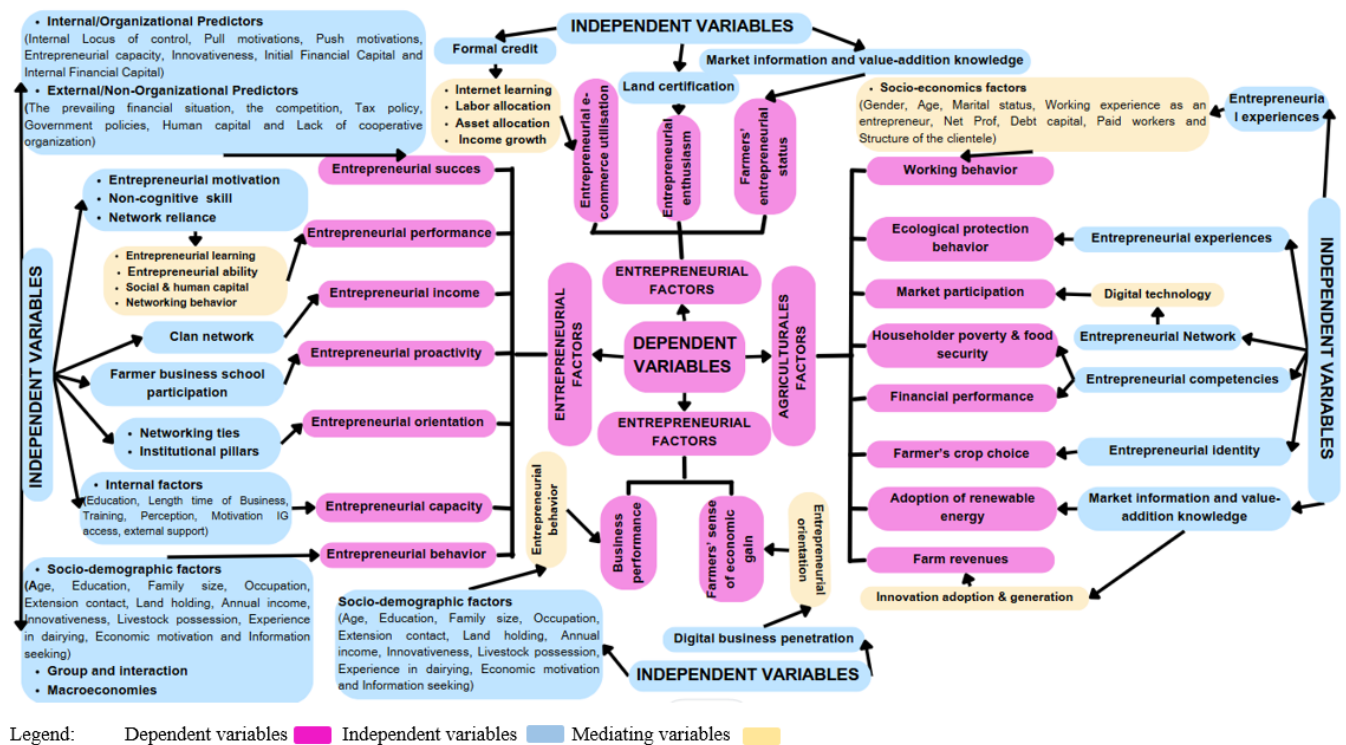 • Internal/Organizational Predictors
(Internal Locus of control, Pull motivations, Push motivations,
Entrepreneurial capacity, Innovativeness, Initial Financial Capital and
Internal Financial Capital)
• External/Non-Organizational Predictors
(The prevailing financial situation, the competition, Tax policy,
Government policies, Human capital and Lack of cooperative
organization)
INDEPENDENT VARIABLES
Formal credit
Market information and value-addition knowledge
Land certification
• Internet learning
• Labor allocation
• Asset allocation
• Income growth
Entrepreneurial e-
commerce utilisation
Entrepreneurial
enthusiasm
Farmers'
entrepreneurial
status
• Socio-economics factors
(Gender, Age, Marital status, Working experience as an
entrepreneur, Net Prof, Debt capital, Paid workers and
Structure of the clientele)
Entrepreneuria
l experiences
INDEPENDENT VARIABLES
• Entrepreneurial motivation
• Non-cognitive skill
• Network reliance
• Entrepreneurial learning
• Entrepreneurial ability
• Social & human capital
• Networking behavior
Clan network
Farmer business school
participation
• Networking ties
• Institutional pillars
• Internal factors
(Education, Length time of Business,
Training, Perception, Motivation IG
access, external support)
• Socio-demographic factors
(Age, Education, Family size, Occupation,
Extension contact, Land holding, Annual income,
Innovativeness, Livestock possession, Experience
in dairying, Economic motivation and Information
seeking)
• Group and interaction
• Macroeconomies
Entrepreneurial succes
Entrepreneurial performance
Entrepreneurial income
Entrepreneurial proactivity
Entrepreneurial orientation
Entrepreneurial capacity
Entrepreneurial behavior
ENTREPRENEURIAL
FACTORS
ENTREPRENEURIAL
FACTORS
DEPENDENT
VARIABLES
ENTREPRENEURIAL
FACTORS
AGRICULTURALES
FACTORS
Entrepreneurial
behavior
Business
performance
Farmers' sense
of economic
gain
Entrepreneurial
orientation
Socio-demographic factors
(Age, Education, Family size, Occupation,
Extension contact, Land holding, Annual
income, Innovativeness, Livestock possession,
Experience in dairying, Economic motivation
and Information seeking)
Digital business penetration
INDEPENDENT VARIABLES
Working behavior
Ecological protection
behavior
Market participation
Householder poverty & food
security
Financial performance
Farmer's crop choice
Adoption of renewable
energy
Farm revenues
Entrepreneurial experiences
Digital technology
Entrepreneurial Network
Entrepreneurial competencies
Entrepreneurial identity
Market information and value-
addition knowledge
Innovation adoption & generation
INDEPENDENT VARIABLES
Legend: Dependent variables Independent variables Mediating variables